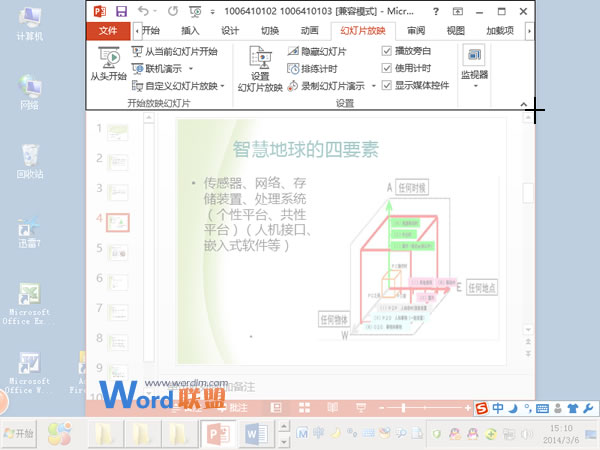 计算机
网络
回收站
迅雷7
Microsoft Office Ex...
Microsoft Office W...
1006410102 1006410103 [兼容模式] - Micr...
文件 开始 插入 设计 切换 动画 幻灯片放映 审阅 视图 加载项
从头开始
从当前幻灯片开始
联机演示
自定义幻灯片放映
开始放映幻灯片
设置
幻灯片放映
隐藏幻灯片
排练计时
录制幻灯片演示
播放旁白
使用计时
显示媒体控件
设置
监视器
1
2
3
4
5
6
7
8
9
10
智慧地球的四要素
• 传感器、网络、存
储装置、处理系统
（个性平台、共性
平台）（人机接口、
嵌入式软件等）
A 任何时候
E 任何地点
任何物体
W
www.wordlm.com
Word联盟
加备注
批注
中
开始
15:10
2014/3/6